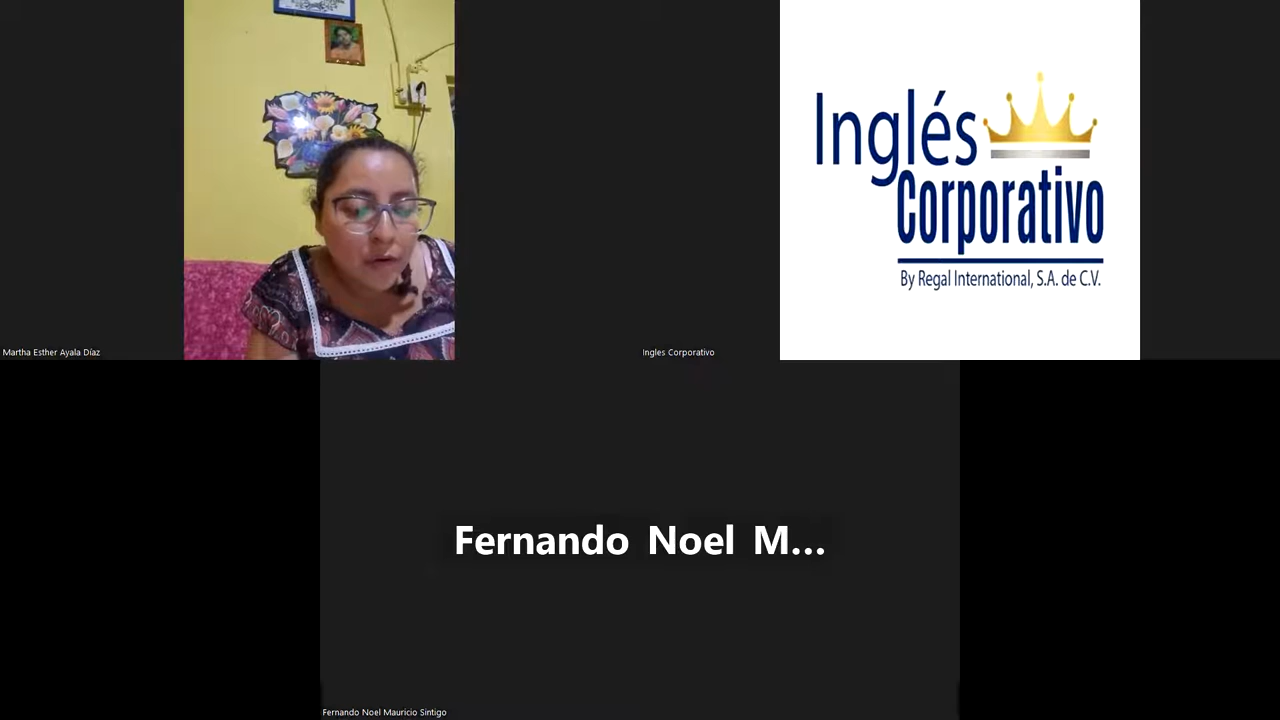 Inglés
Corporativo
By Regal International, S.A. de C.V.
Martha Esther Ayala Díaz
Ingles Corporativo
Fernando Noel M...
Fernando Noel Mauricio Sintigo